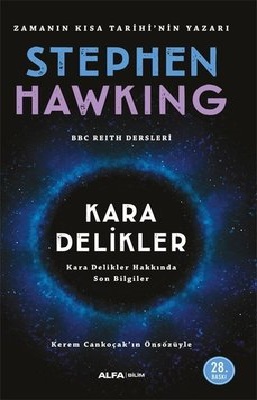 ZAMANIN KISA TARİHİ'NİN YAZARI
STEPHEN
HAWKING
BBC REITH DERSLERİ
KARA
DELİKLER
Kara Delikler Hakkında
Son Bilgiler
Kerem Cankoçak'ın Önsözüyle
28.
BASKI
ALFA | BİLİM